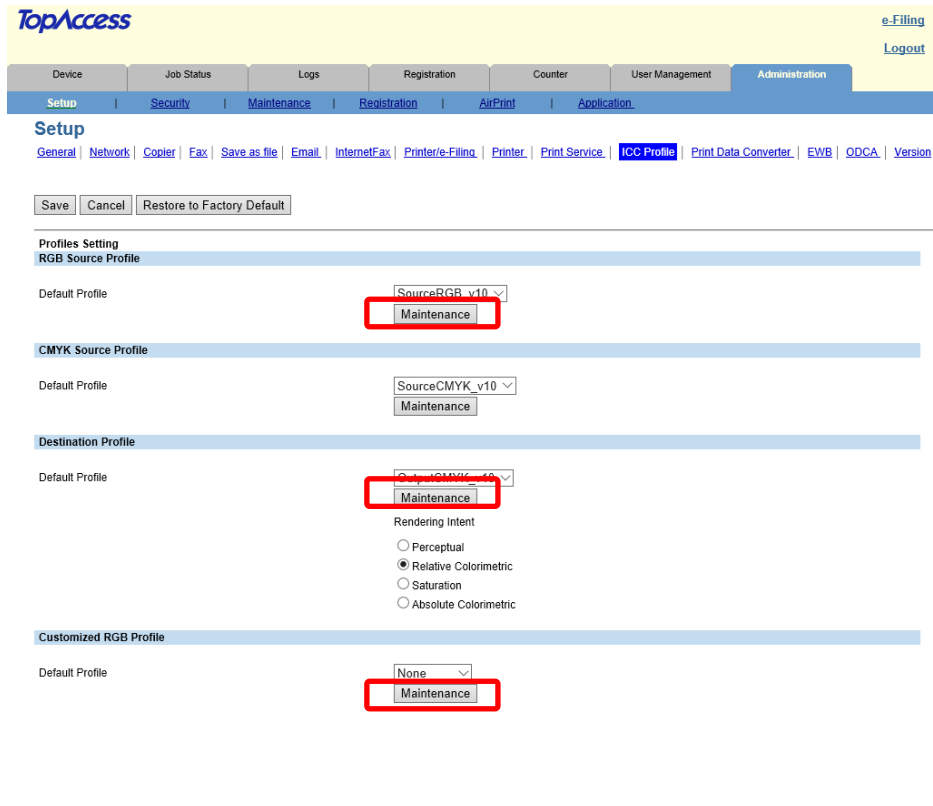 TopAccess
e-Filing
Logout
Device Job Status Logs Registration Counter User Management Administration
Setup | Security | Maintenance | Registration | AirPrint | Application
Setup
General | Network | Copier | Fax | Save as file | Email | InternetFax | Printer/e-Filing | Printer | Print Service | ICC Profile | Print Data Converter | EWB | ODCA | Version
Save Cancel Restore to Factory Default
Profiles Setting
RGB Source Profile
Default Profile SourceRGB_v10
Maintenance
CMYK Source Profile
Default Profile SourceCMYK_v10
Maintenance
Destination Profile
Default Profile OutputCMYK_v10
Maintenance
Rendering Intent
Perceptual
Relative Colorimetric
Saturation
Absolute Colorimetric
Customized RGB Profile
Default Profile None
Maintenance